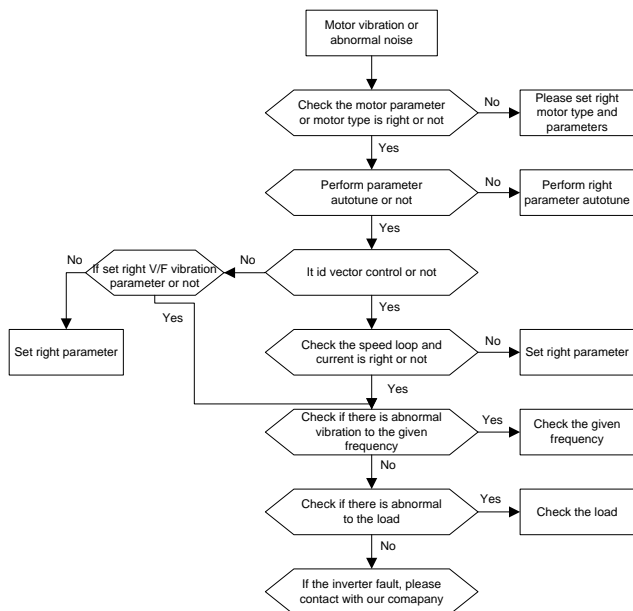 Motor vibration or
abnormal noise
Check the motor parameter
or motor type is right or not
No
Please set right
motor type and
parameters
Yes
Perform parameter
autotune or not
No
Perform right
parameter autotune
Yes
It id vector control or not
No
If set right V/F vibration
parameter or not
No
Set right parameter
Yes
Yes
Check the speed loop and
current is right or not
No
Set right parameter
Yes
Check if there is abnormal
vibration to the given
frequency
Yes
Check the given
frequency
No
Check if there is abnormal
to the load
Yes
Check the load
No
If the inverter fault, please
contact with our comapany